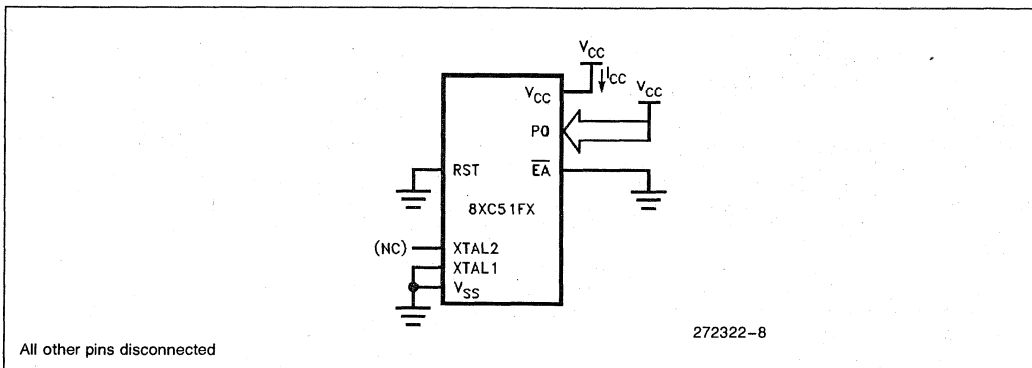 VCC
ICC
VCC
VCC
P0
RST
EA
8XC51FX
(NC)
XTAL2
XTAL1
VSS
272322-8
All other pins disconnected